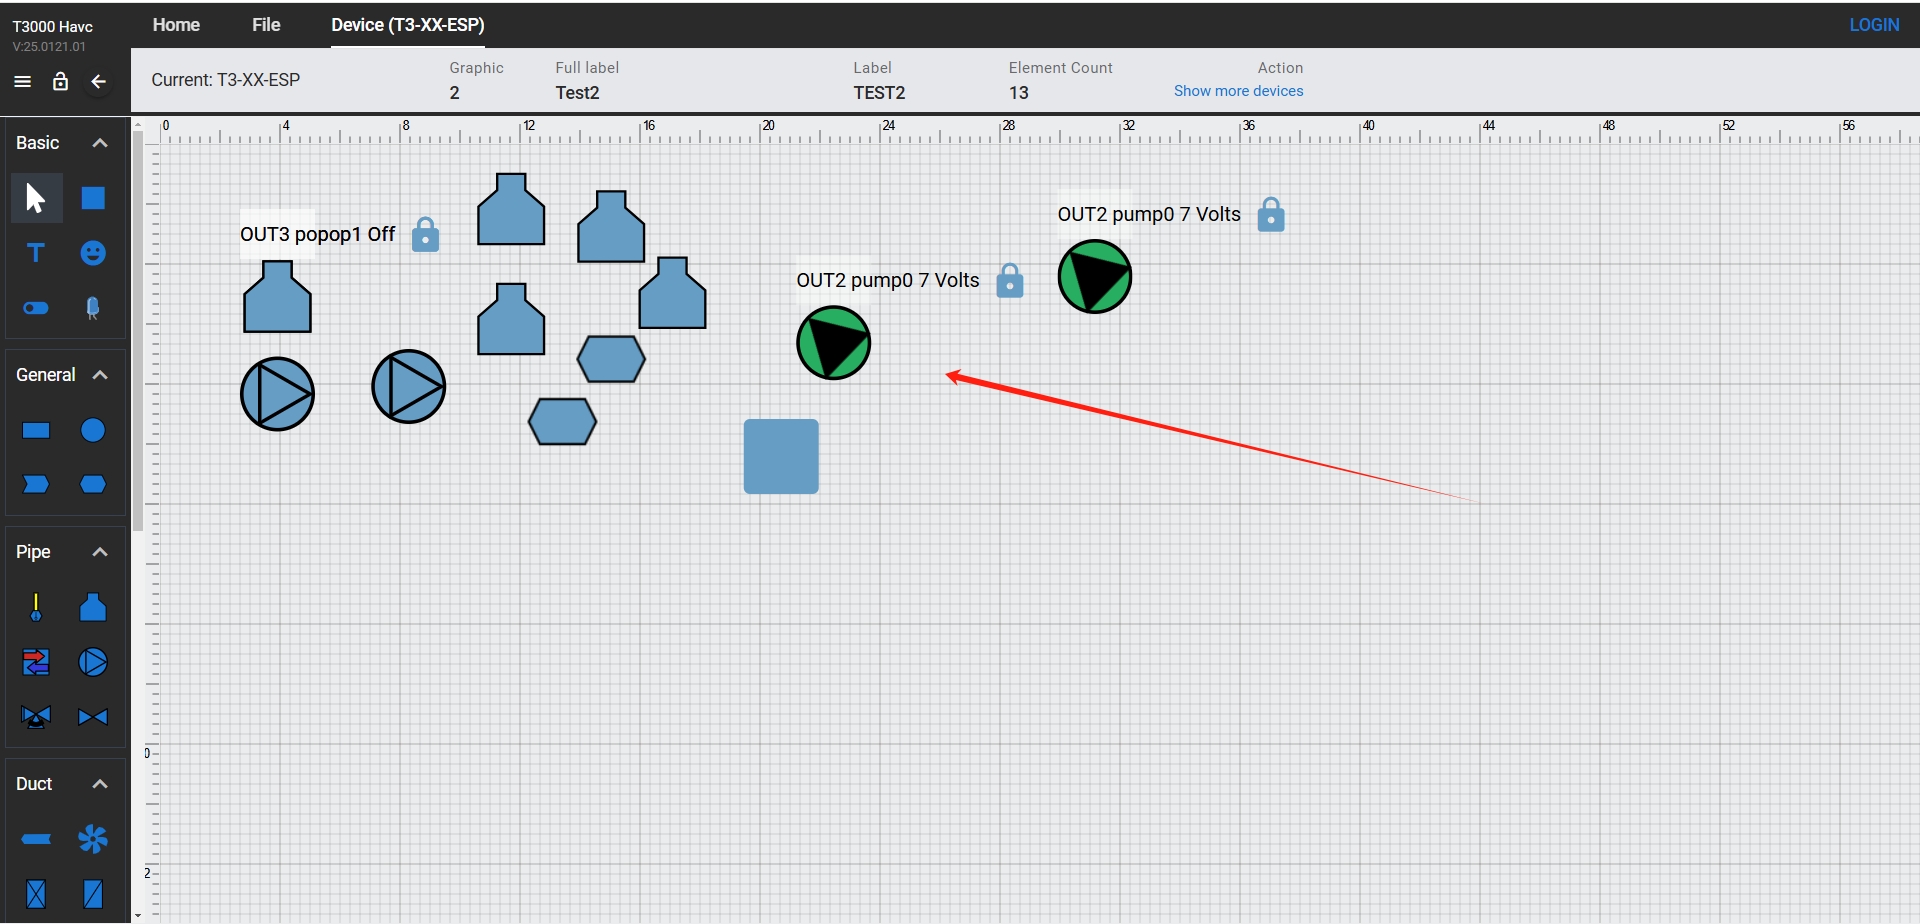 T3000 Havc
V:25.0121.01
Home
File
Device (T3-XX-ESP)
LOGIN
Current: T3-XX-ESP
Graphic
2
Full label
Test2
Label
TEST2
Element Count
13
Action
Show more devices
0 4 8 12 16 20 24 28 32 36 40 44 48 52 56
Basic
T
General
Pipe
Duct
OUT3 popop1 Off
OUT2 pump0 7 Volts
OUT2 pump0 7 Volts
0
2